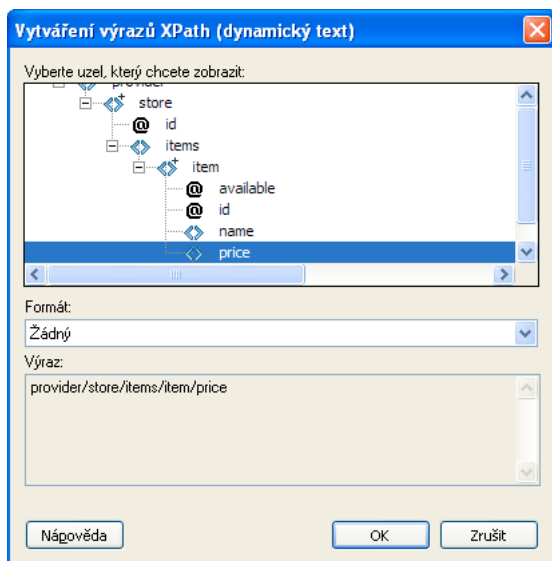 Vytváření výrazů XPath (dynamický text)
Vyberte uzel, který chcete zobrazit:
provider
store
@ id
items
item
@ available
@ id
name
price
Formát:
Žádný
Výraz:
provider/store/items/item/price
Nápověda
OK
Zrušit